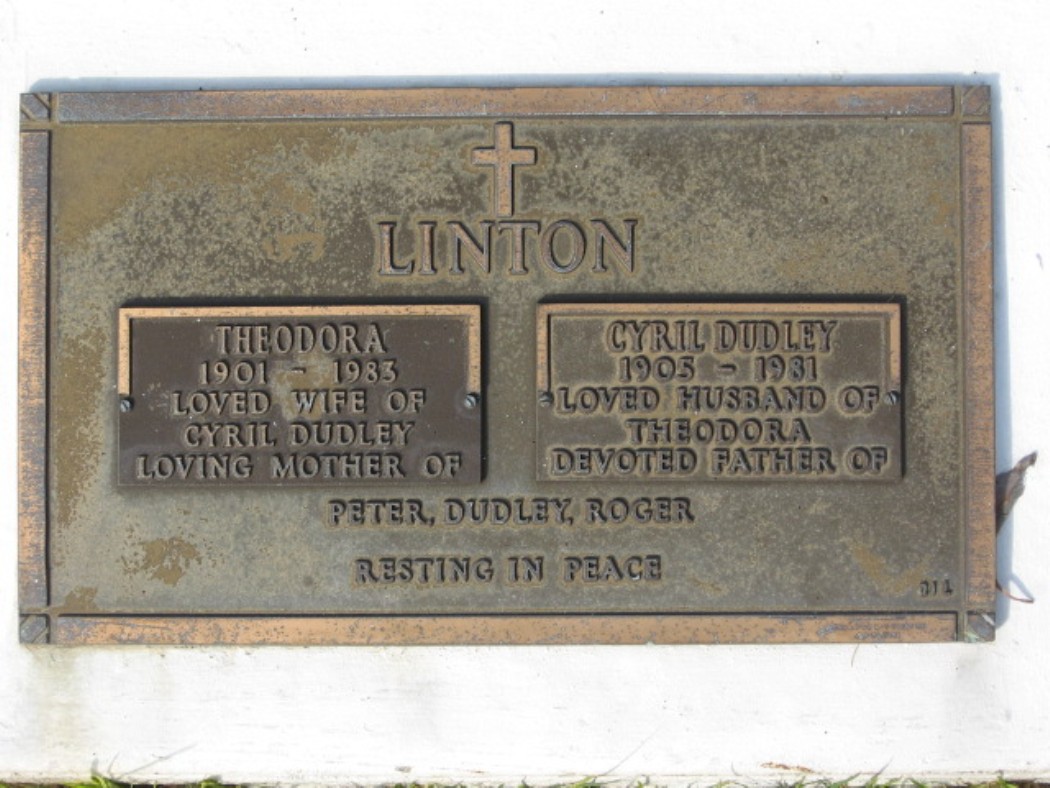 LINTON
THEODORA
1901 - 1983
LOVED WIFE OF
CYRIL DUDLEY
LOVING MOTHER OF
CYRIL DUDLEY
1905 - 1981
LOVED HUSBAND OF
THEODORA
DEVOTED FATHER OF
PETER, DUDLEY, ROGER
RESTING IN PEACE